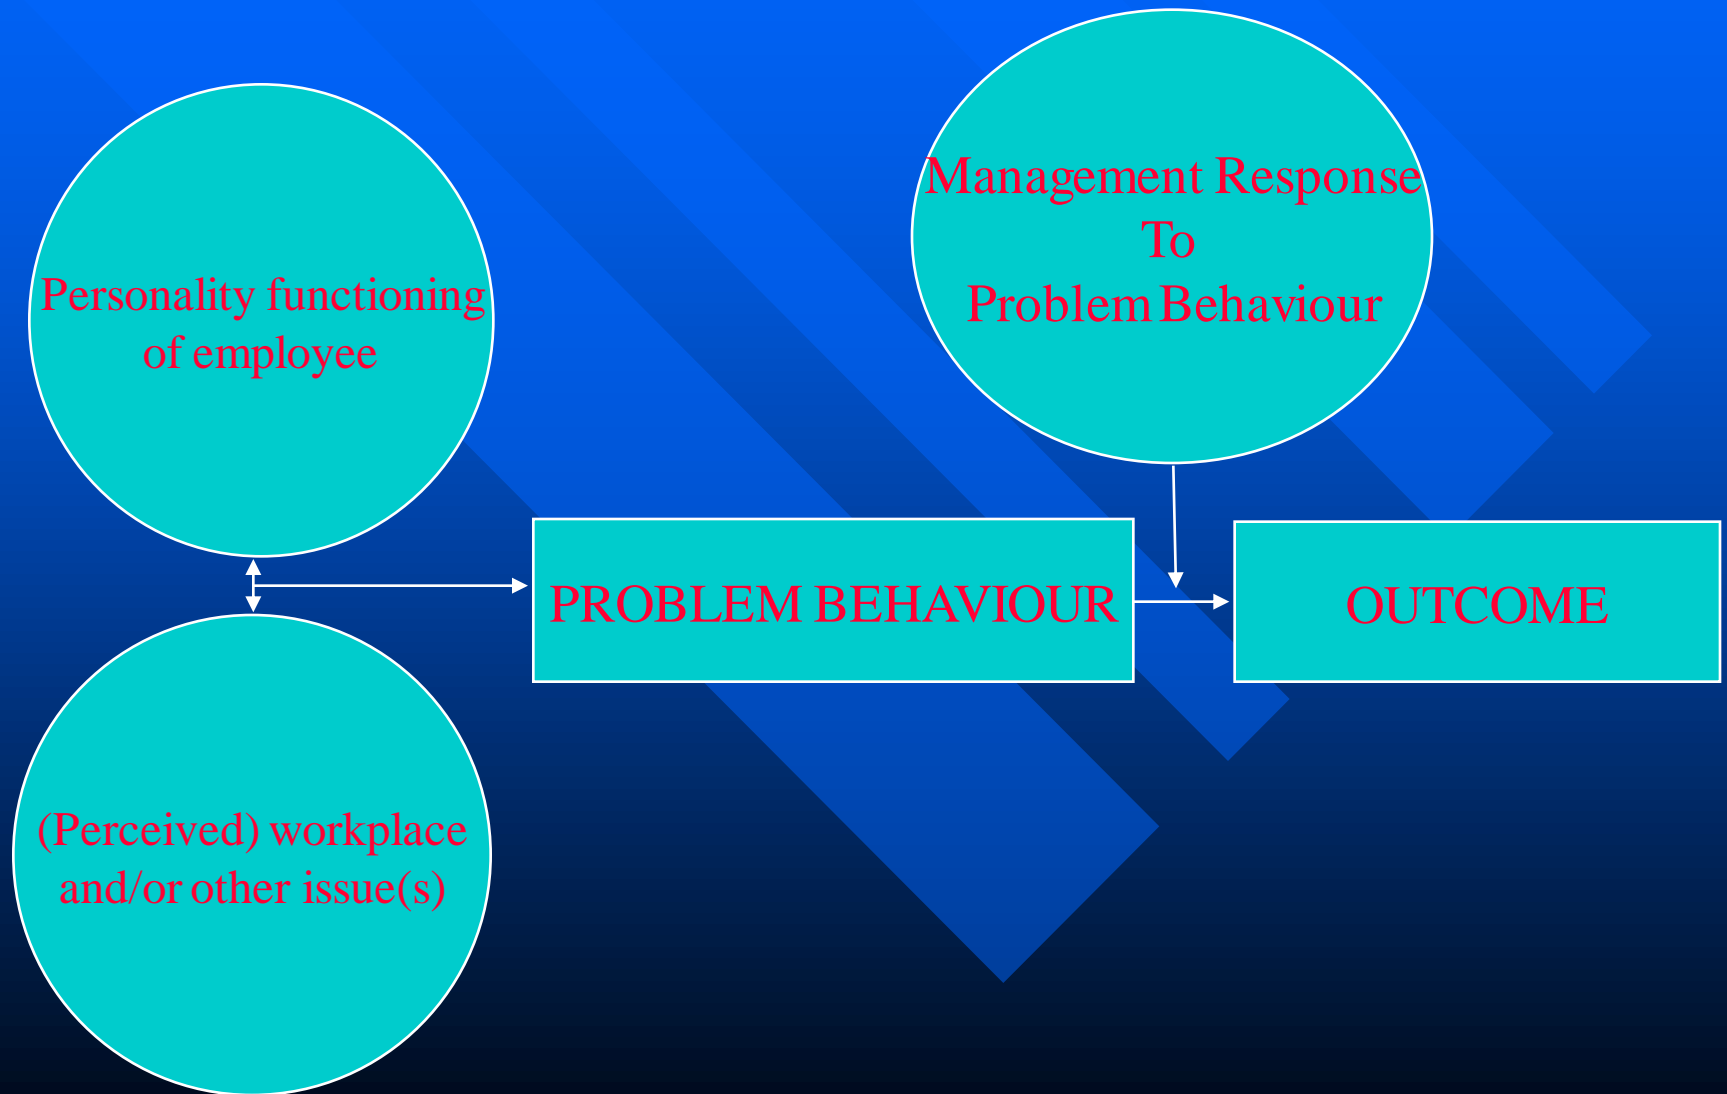 Personality functioning
of employee
(Perceived) workplace
and/or other issue(s)
PROBLEM BEHAVIOUR
Management Response
To
Problem Behaviour
OUTCOME